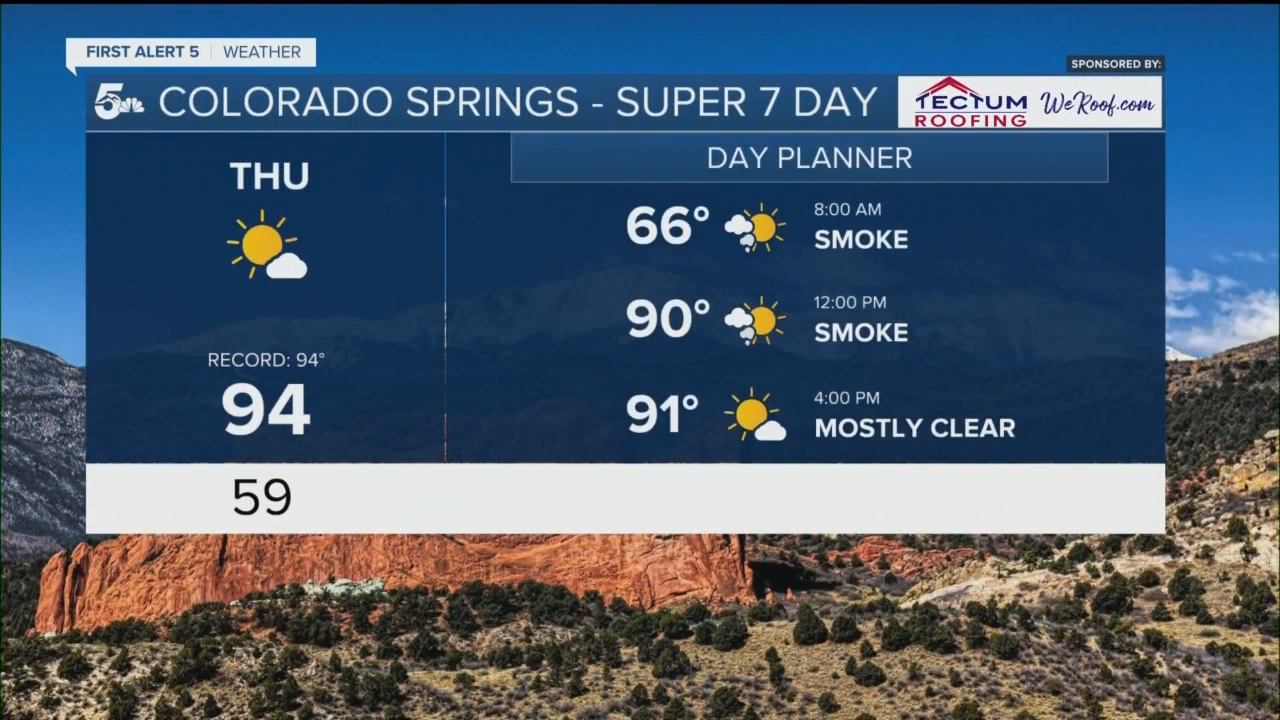 FIRST ALERT 5 | WEATHER
SPONSORED BY:
5 COLORADO SPRINGS - SUPER 7 DAY
TECTUM
ROOFING
WeRoof.com
THU
RECORD: 94°
94
59
DAY PLANNER
66° 8:00 AM
SMOKE
90° 12:00 PM
SMOKE
91° 4:00 PM
MOSTLY CLEAR